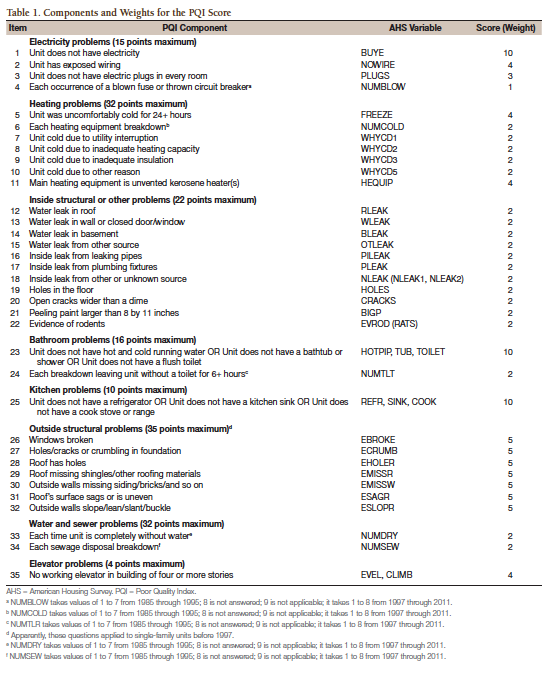 Table 1. Components and Weights for the PQI Score
Item PQI Component AHS Variable Score (Weight)
Electricity problems (15 points maximum)
1 Unit does not have electricity BUYE 10
2 Unit has exposed wiring NOWIRE 4
3 Unit does not have electric plugs in every room PLUGS 3
4 Each occurrence of a blown fuse or thrown circuit breakerᵃ NUMBLOW 1
Heating problems (32 points maximum)
5 Unit was uncomfortably cold for 24+ hours FREEZE 4
6 Each heating equipment breakdownᵇ NUMCOLD 2
7 Unit cold due to utility interruption WHYCD1 2
8 Unit cold due to inadequate heating capacity WHYCD2 2
9 Unit cold due to inadequate insulation WHYCD3 2
10 Unit cold due to other reason WHYCD5 2
11 Main heating equipment is unvented kerosene heater(s) HEQUIP 4
Inside structural or other problems (22 points maximum)
12 Water leak in roof RLEAK 2
13 Water leak in wall or closed door/window WLEAK 2
14 Water leak in basement BLEAK 2
15 Water leak from other source OTLEAK 2
16 Inside leak from leaking pipes PILEAK 2
17 Inside leak from plumbing fixtures PLEAK 2
18 Inside leak from other or unknown source NLEAK (NLEAK1, NLEAK2) 2
19 Holes in the floor HOLES 2
20 Open cracks wider than a dime CRACKS 2
21 Peeling paint larger than 8 by 11 inches BIGP 2
22 Evidence of rodents EVROD (RATS) 2
Bathroom problems (16 points maximum)
23 Unit does not have hot and cold running water OR Unit does not have a bathtub or HOTPIP, TUB, TOILET 10
shower OR Unit does not have a flush toilet
24 Each breakdown leaving unit without a toilet for 6+ hoursᶜ NUMTLT 2
Kitchen problems (10 points maximum)
25 Unit does not have a refrigerator OR Unit does not have a kitchen sink OR Unit does REFR, SINK, COOK 10
not have a cook stove or range
Outside structural problems (35 points maximum)ᵈ
26 Windows broken EBROKE 5
27 Holes/cracks or crumbling in foundation ECRUMB 5
28 Roof has holes EHOLER 5
29 Roof missing shingles/other roofing materials EMISSR 5
30 Outside walls missing siding/bricks/and so on EMISSW 5
31 Roof's surface sags or is uneven ESAGR 5
32 Outside walls slope/lean/slant/buckle ESLOPR 5
Water and sewer problems (32 points maximum)
33 Each time unit is completely without waterᵉ NUMDRY 2
34 Each sewage disposal breakdownᶠ NUMSEW 2
Elevator problems (4 points maximum)
35 No working elevator in building of four or more stories EVEL, CLIMB 4
AHS = American Housing Survey. PQI = Poor Quality Index.
ᵃ NUMBLOW takes values of 1 to 7 from 1985 through 1995; 8 is not answered; 9 is not applicable; it takes 1 to 8 from 1997 through 2011.
ᵇ NUMCOLD takes values of 1 to 7 from 1985 through 1995; 8 is not answered; 9 is not applicable; it takes 1 to 8 from 1997 through 2011.
ᶜ NUMTLR takes values of 1 to 7 from 1985 through 1995; 8 is not answered; 9 is not applicable; it takes 1 to 8 from 1997 through 2011.
ᵈ Apparently, these questions applied to single-family units before 1997.
ᵉ NUMDRY takes values of 1 to 7 from 1985 through 1995; 8 is not answered; 9 is not applicable; it takes 1 to 8 from 1997 through 2011.
ᶠ NUMSEW takes values of 1 to 7 from 1985 through 1995; 8 is not answered; 9 is not applicable; it takes 1 to 8 from 1997 through 2011.